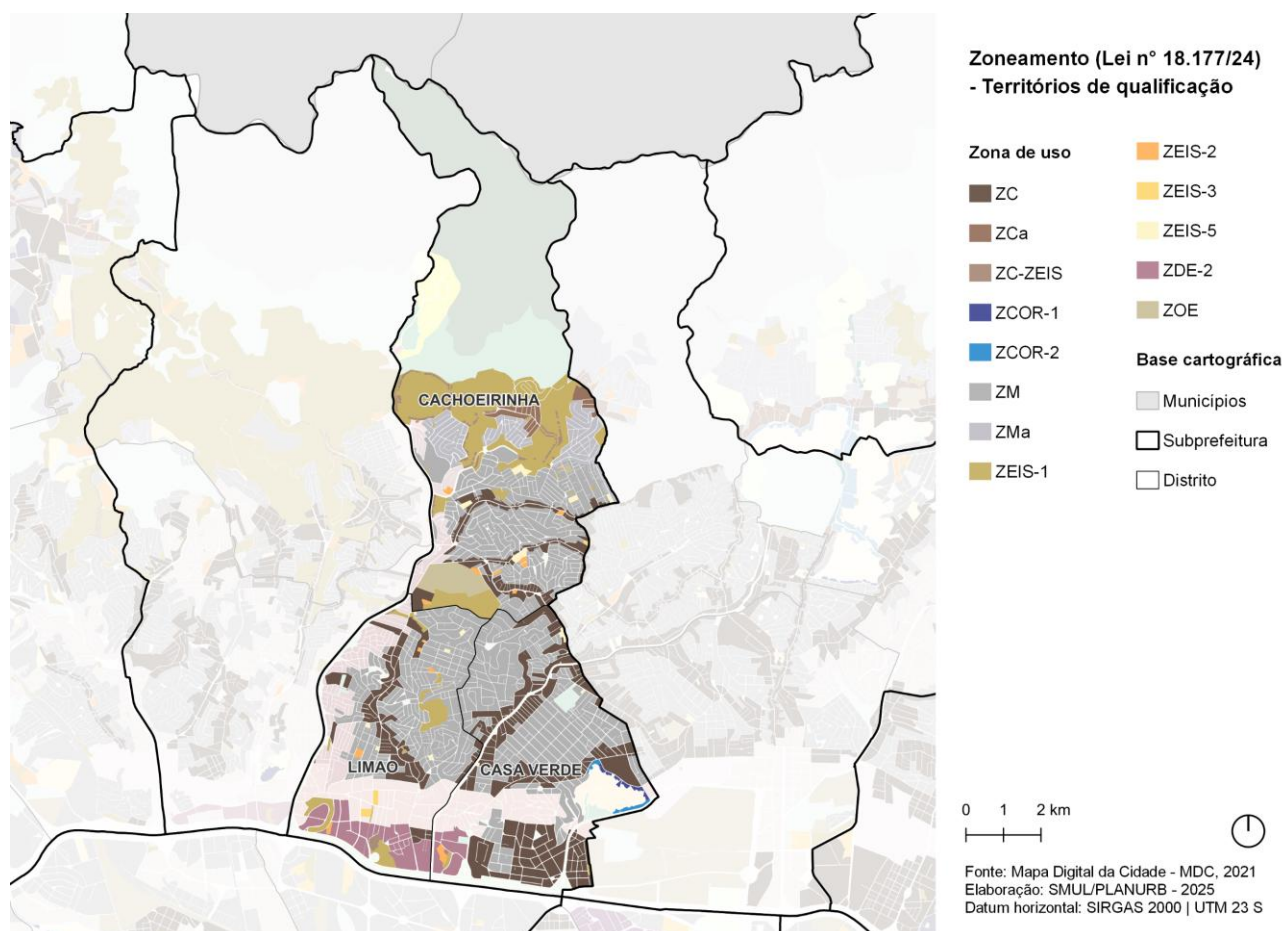 Zoneamento (Lei n° 18.177/24)
- Territórios de qualificação
Zona de uso
ZC
ZCa
ZC-ZEIS
ZCOR-1
ZCOR-2
ZM
ZMa
ZEIS-1
ZEIS-2
ZEIS-3
ZEIS-5
ZDE-2
ZOE
Base cartográfica
Municípios
Subprefeitura
Distrito
CACHOEIRINHA
LIMAO
CASA VERDE
0 1 2 km
Fonte: Mapa Digital da Cidade - MDC, 2021
Elaboração: SMUL/PLANURB - 2025
Datum horizontal: SIRGAS 2000 | UTM 23 S